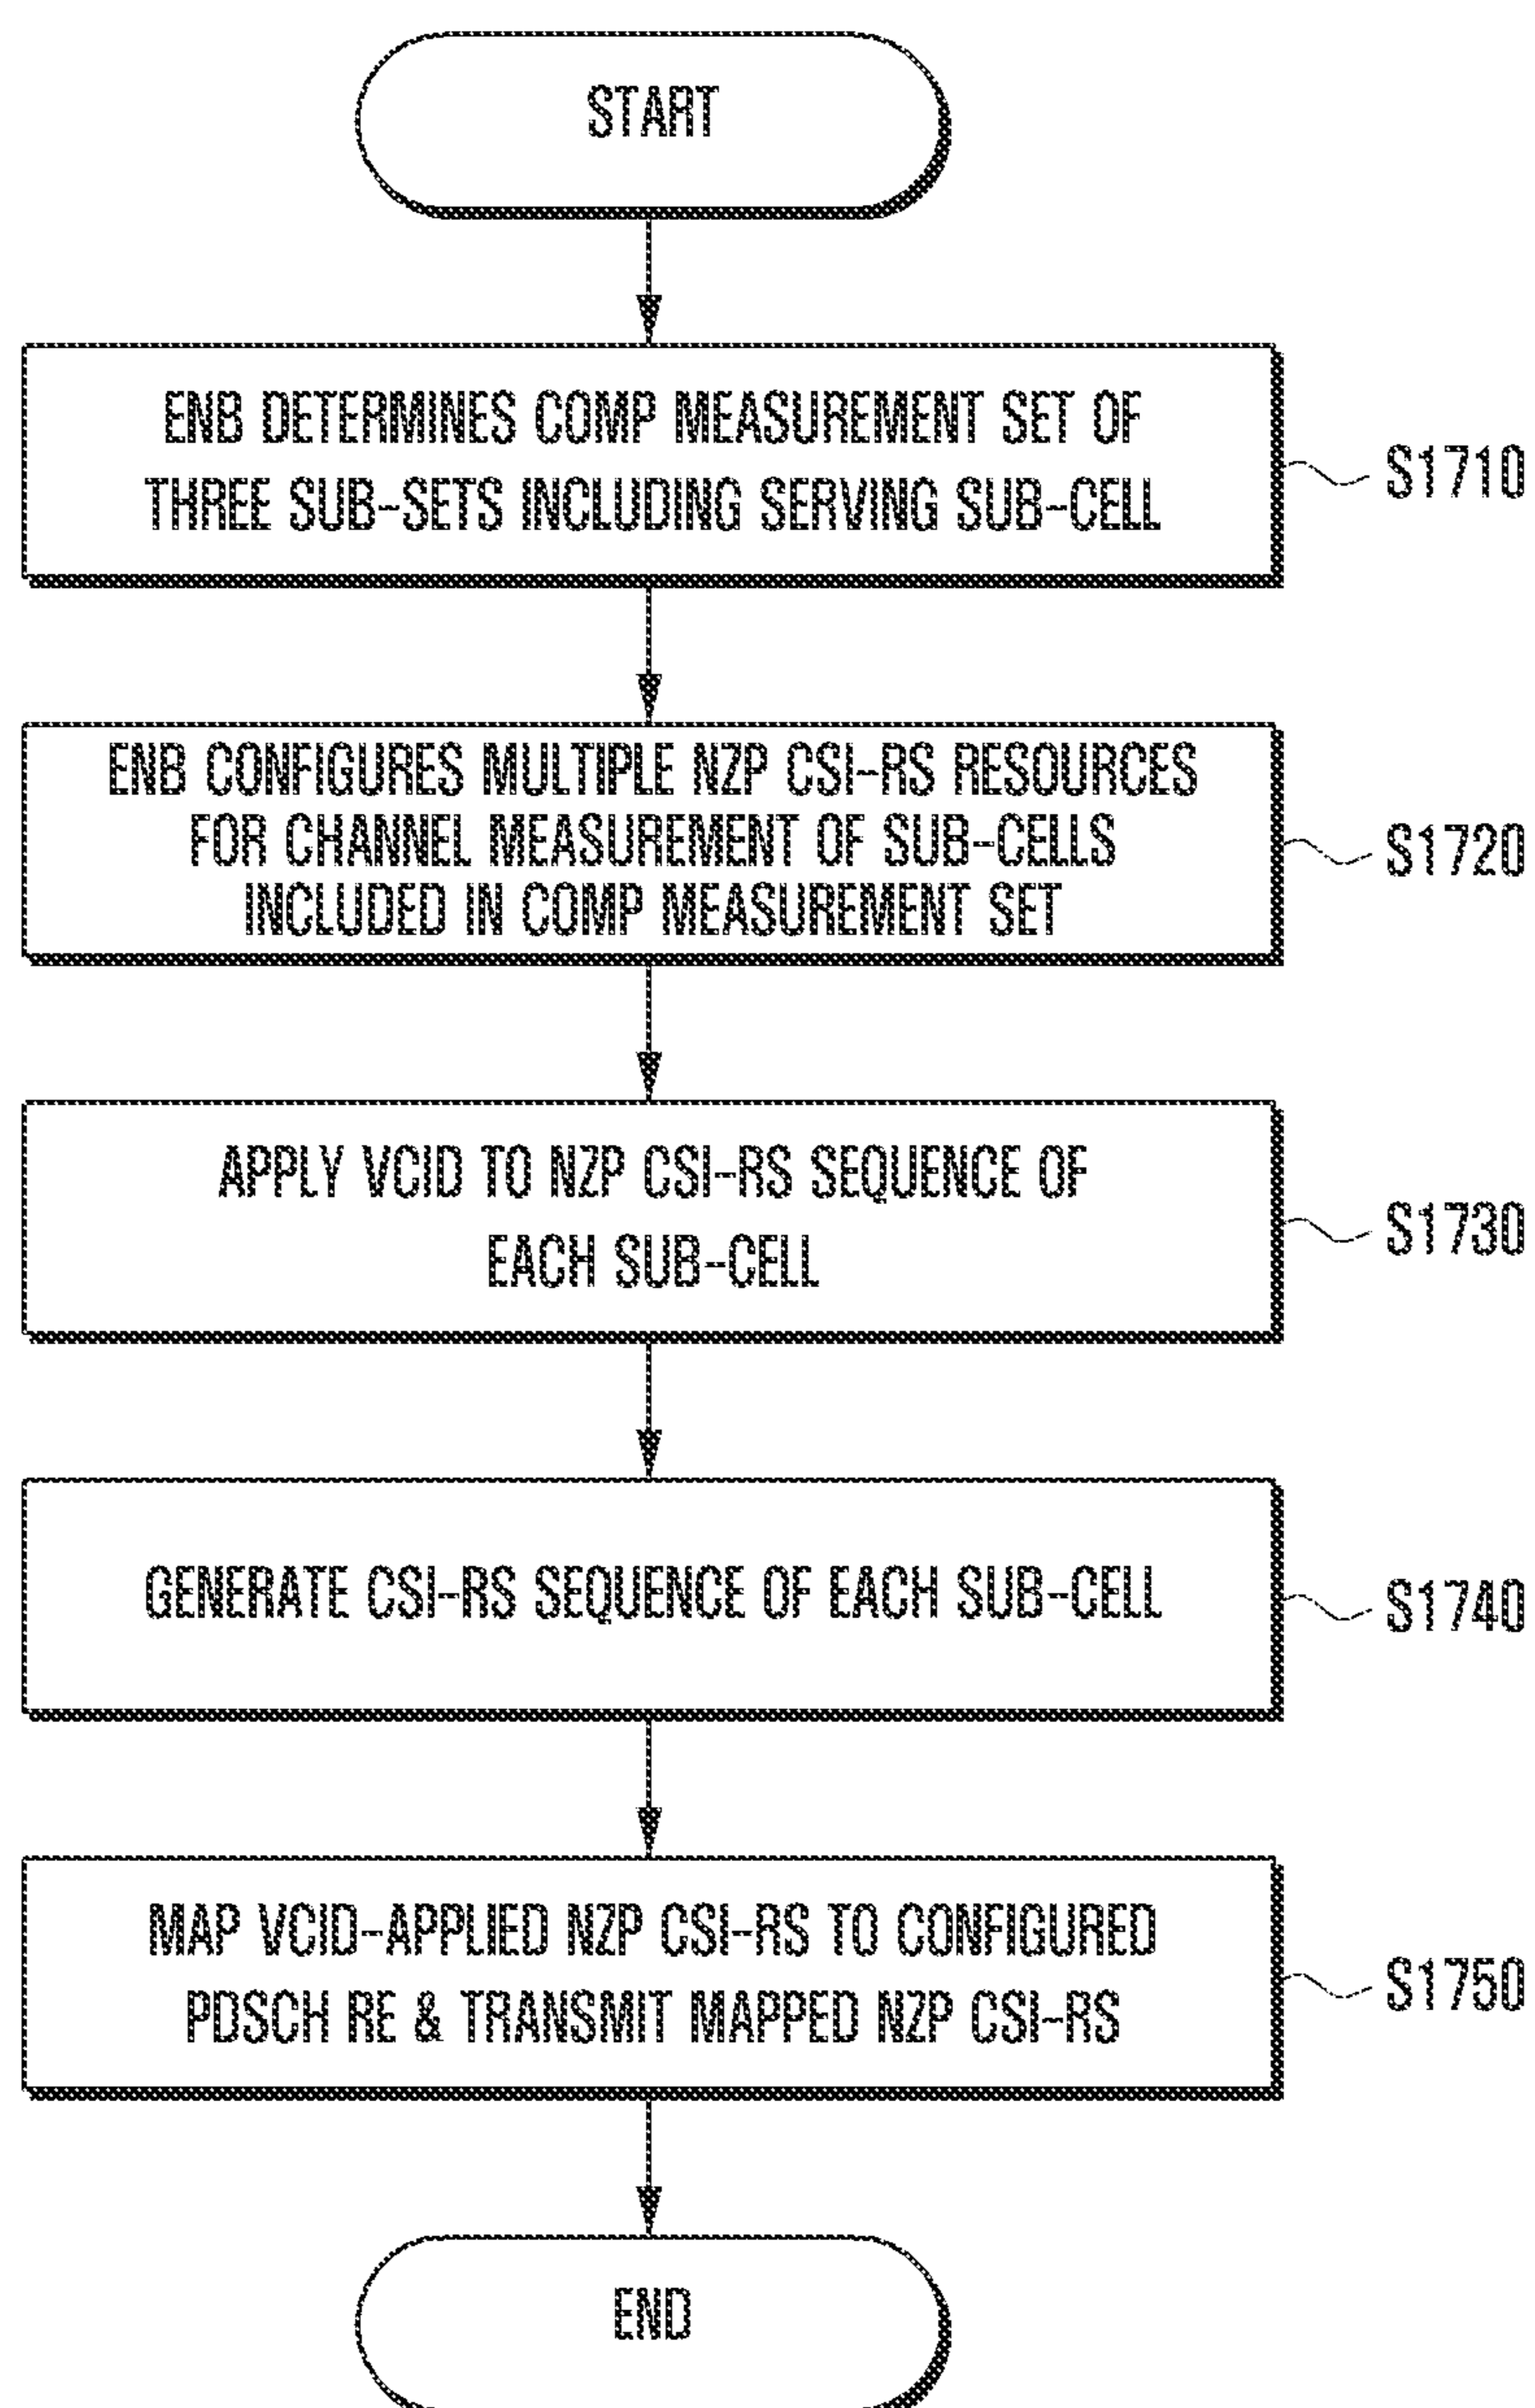 START
ENB DETERMINES COMP MEASUREMENT SET OF
THREE SUB-SETS INCLUDING SERVING SUB-CELL
S1710
ENB CONFIGURES MULTIPLE NZP CSI-RS RESOURCES
FOR CHANNEL MEASUREMENT OF SUB-CELLS
INCLUDED IN COMP MEASUREMENT SET
S1720
APPLY VCID TO NZP CSI-RS SEQUENCE OF
EACH SUB-CELL
S1730
GENERATE CSI-RS SEQUENCE OF EACH SUB-CELL
S1740
MAP VCID-APPLIED NZP CSI-RS TO CONFIGURED
PDSCH RE & TRANSMIT MAPPED NZP CSI-RS
S1750
END